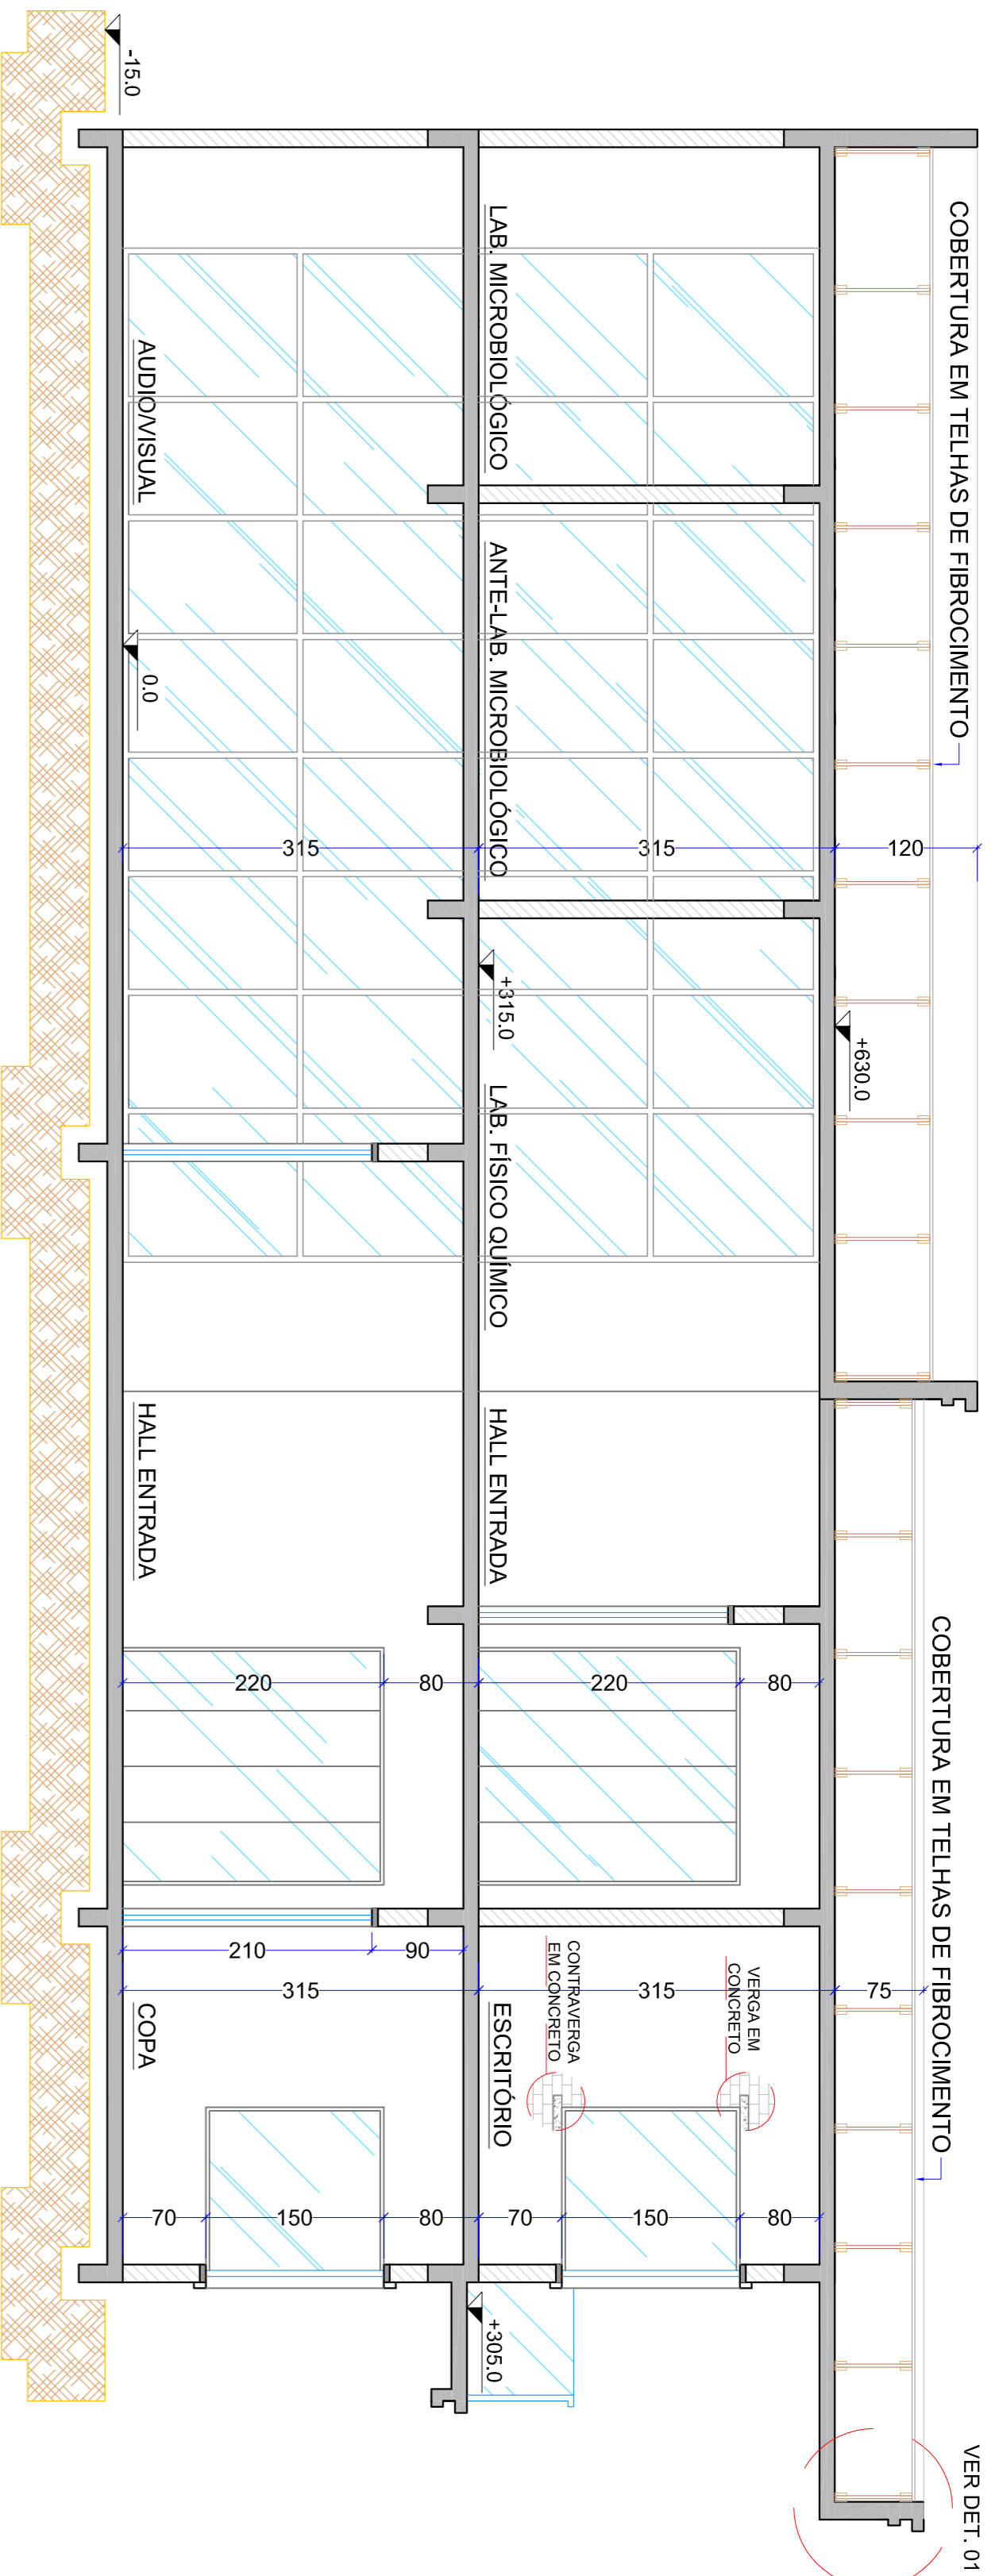 COBERTURA EM TELHAS DE FIBROCIMENTO
COBERTURA EM TELHAS DE FIBROCIMENTO
VER DET. 01
120
75
+630.0
LAB. MICROBIOLÓGICO
ANTE-LAB. MICROBIOLÓGICO
315
+315.0
LAB. FÍSICO QUÍMICO
HALL ENTRADA
220
80
315
VERGA EM
CONCRETO
CONTRAVERGA
EM CONCRETO
ESCRITÓRIO
70
150
80
+305.0
-15.0
AUDIO/VISUAL
0.0
315
HALL ENTRADA
220
80
210
90
315
COPA
70
150
80